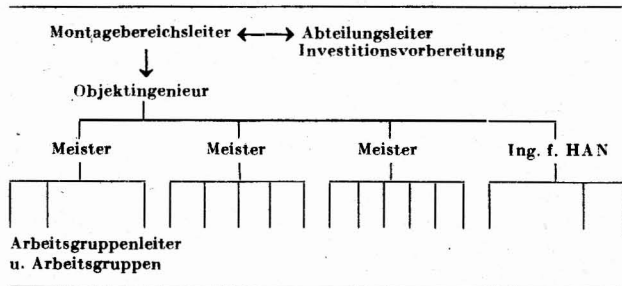 Montagebereichsleiter ⟷ Abteilungsleiter
Investitionsvorbereitung
Objektingenieur
Meister Meister Meister Ing. f. HAN
Arbeitsgruppenleiter
u. Arbeitsgruppen